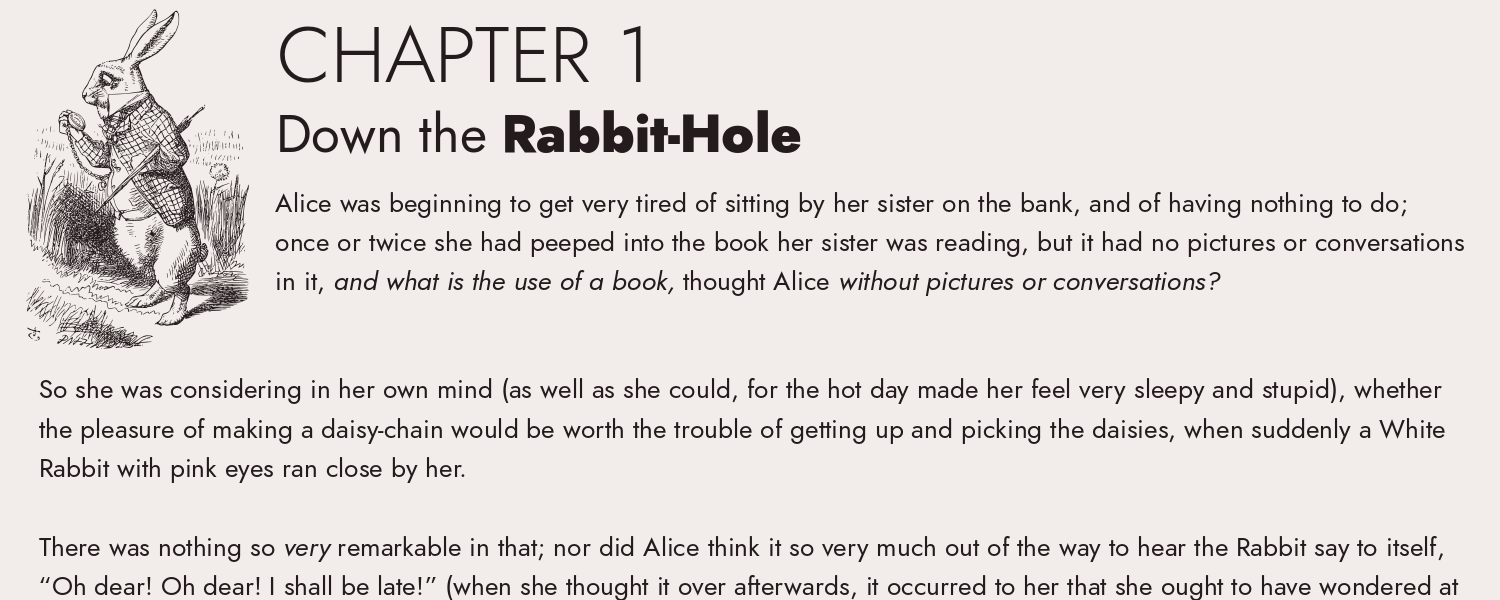 CHAPTER 1
Down the Rabbit-Hole
Alice was beginning to get very tired of sitting by her sister on the bank, and of having nothing to do;
once or twice she had peeped into the book her sister was reading, but it had no pictures or conversations
in it, and what is the use of a book, thought Alice without pictures or conversations?
So she was considering in her own mind (as well as she could, for the hot day made her feel very sleepy and stupid), whether
the pleasure of making a daisy-chain would be worth the trouble of getting up and picking the daisies, when suddenly a White
Rabbit with pink eyes ran close by her.
There was nothing so very remarkable in that; nor did Alice think it so very much out of the way to hear the Rabbit say to itself,
“Oh dear! Oh dear! I shall be late!” (when she thought it over afterwards, it occurred to her that she ought to have wondered at